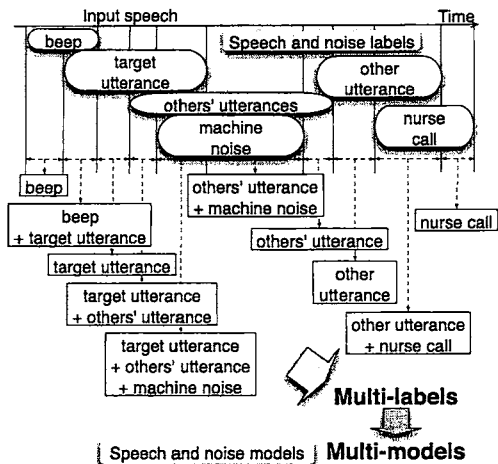 Input speech
Time
beep
Speech and noise labels
target
utterance
other
utterance
others' utterances
machine
noise
nurse
call
beep
others' utterance
+ machine noise
beep
+ target utterance
nurse call
others' utterance
target utterance
other
utterance
target utterance
+ others' utterance
other utterance
+ nurse call
target utterance
+ others' utterance
+ machine noise
Multi-labels
Speech and noise models
Multi-models